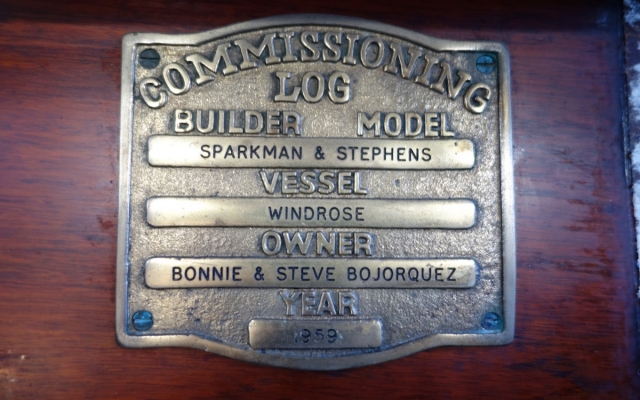 COMMISSIONING
LOG
BUILDER MODEL
SPARKMAN & STEPHENS
VESSEL
WINDROSE
OWNER
BONNIE & STEVE BOJORQUEZ
YEAR
1959